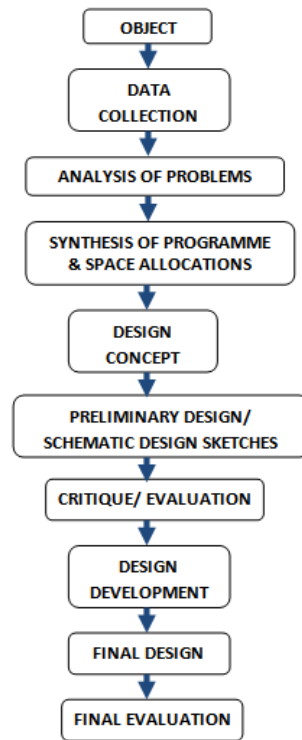 OBJECT
DATA
COLLECTION
ANALYSIS OF PROBLEMS
SYNTHESIS OF PROGRAMME
& SPACE ALLOCATIONS
DESIGN
CONCEPT
PRELIMINARY DESIGN/
SCHEMATIC DESIGN SKETCHES
CRITIQUE/ EVALUATION
DESIGN
DEVELOPMENT
FINAL DESIGN
FINAL EVALUATION